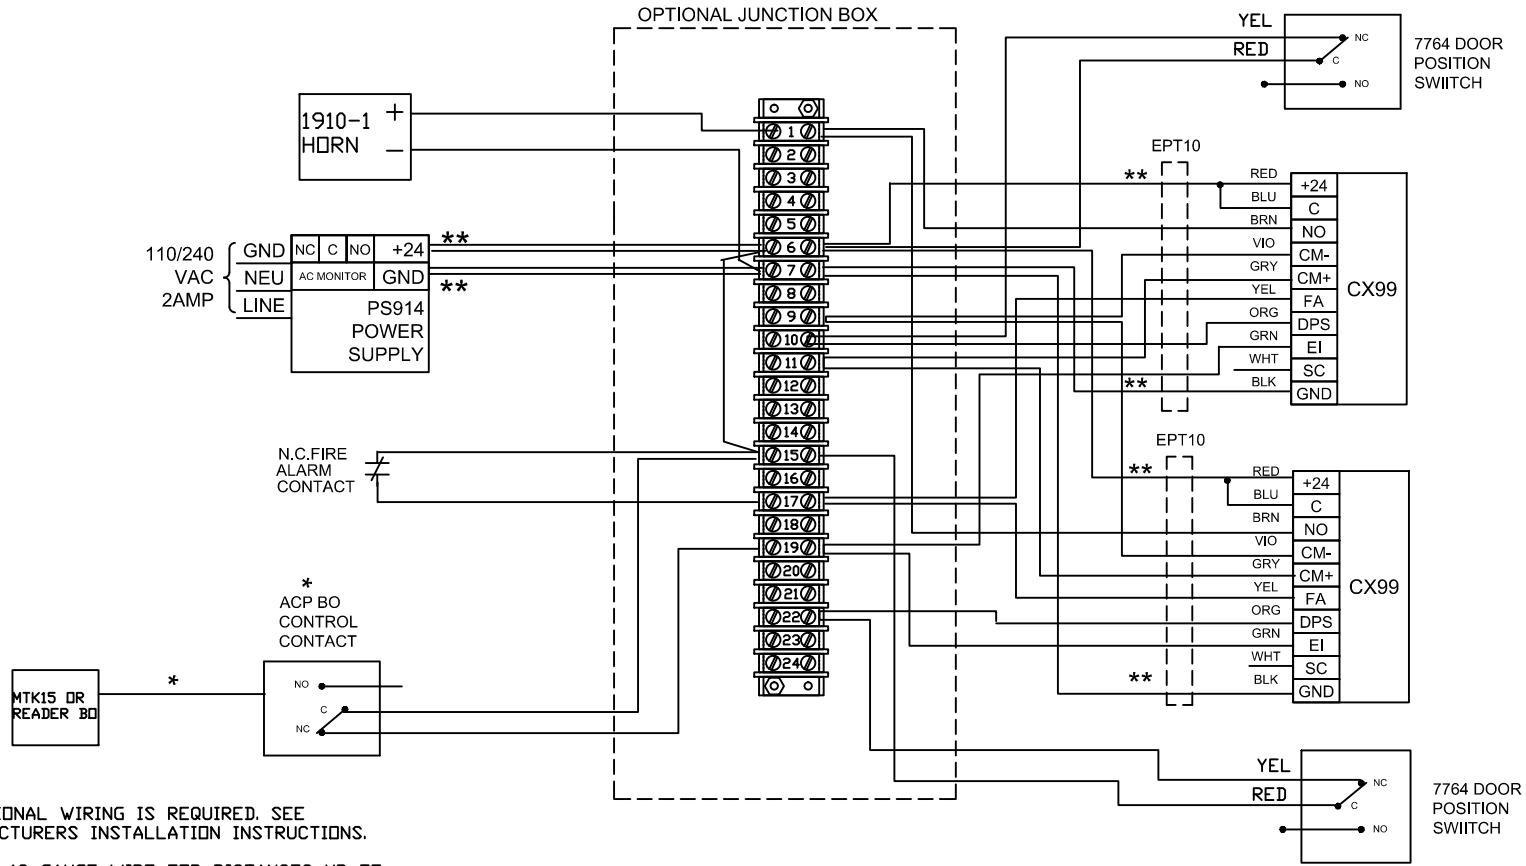 OPTIONAL JUNCTION BOX
YEL
RED
NC
C
NO
7764 DOOR
POSITION
SWIITCH
1910-1
HORN
+
−
1
2
3
4
5
6
7
8
9
10
11
12
13
14
15
16
17
18
19
20
21
22
23
24
110/240
VAC
2AMP
GND
NEU
LINE
NC C NO +24
AC MONITOR GND
PS914
POWER
SUPPLY
**
**
N.C.FIRE
ALARM
CONTACT
*
ACP BO
CONTROL
CONTACT
NO
C
NC
MTK15 OR
READER BO
*
EPT10
**
**
RED +24
BLU C
BRN NO
VIO CM-
GRY CM+
YEL FA
ORG DPS
GRN EI
WHT SC
BLK GND
CX99
EPT10
**
**
RED +24
BLU C
BRN NO
VIO CM-
GRY CM+
YEL FA
ORG DPS
GRN EI
WHT SC
BLK GND
CX99
YEL
RED
NC
C
NO
7764 DOOR
POSITION
SWIITCH
IONAL WIRING IS REQUIRED. SEE
CTURERS INSTALLATION INSTRUCTIONS.